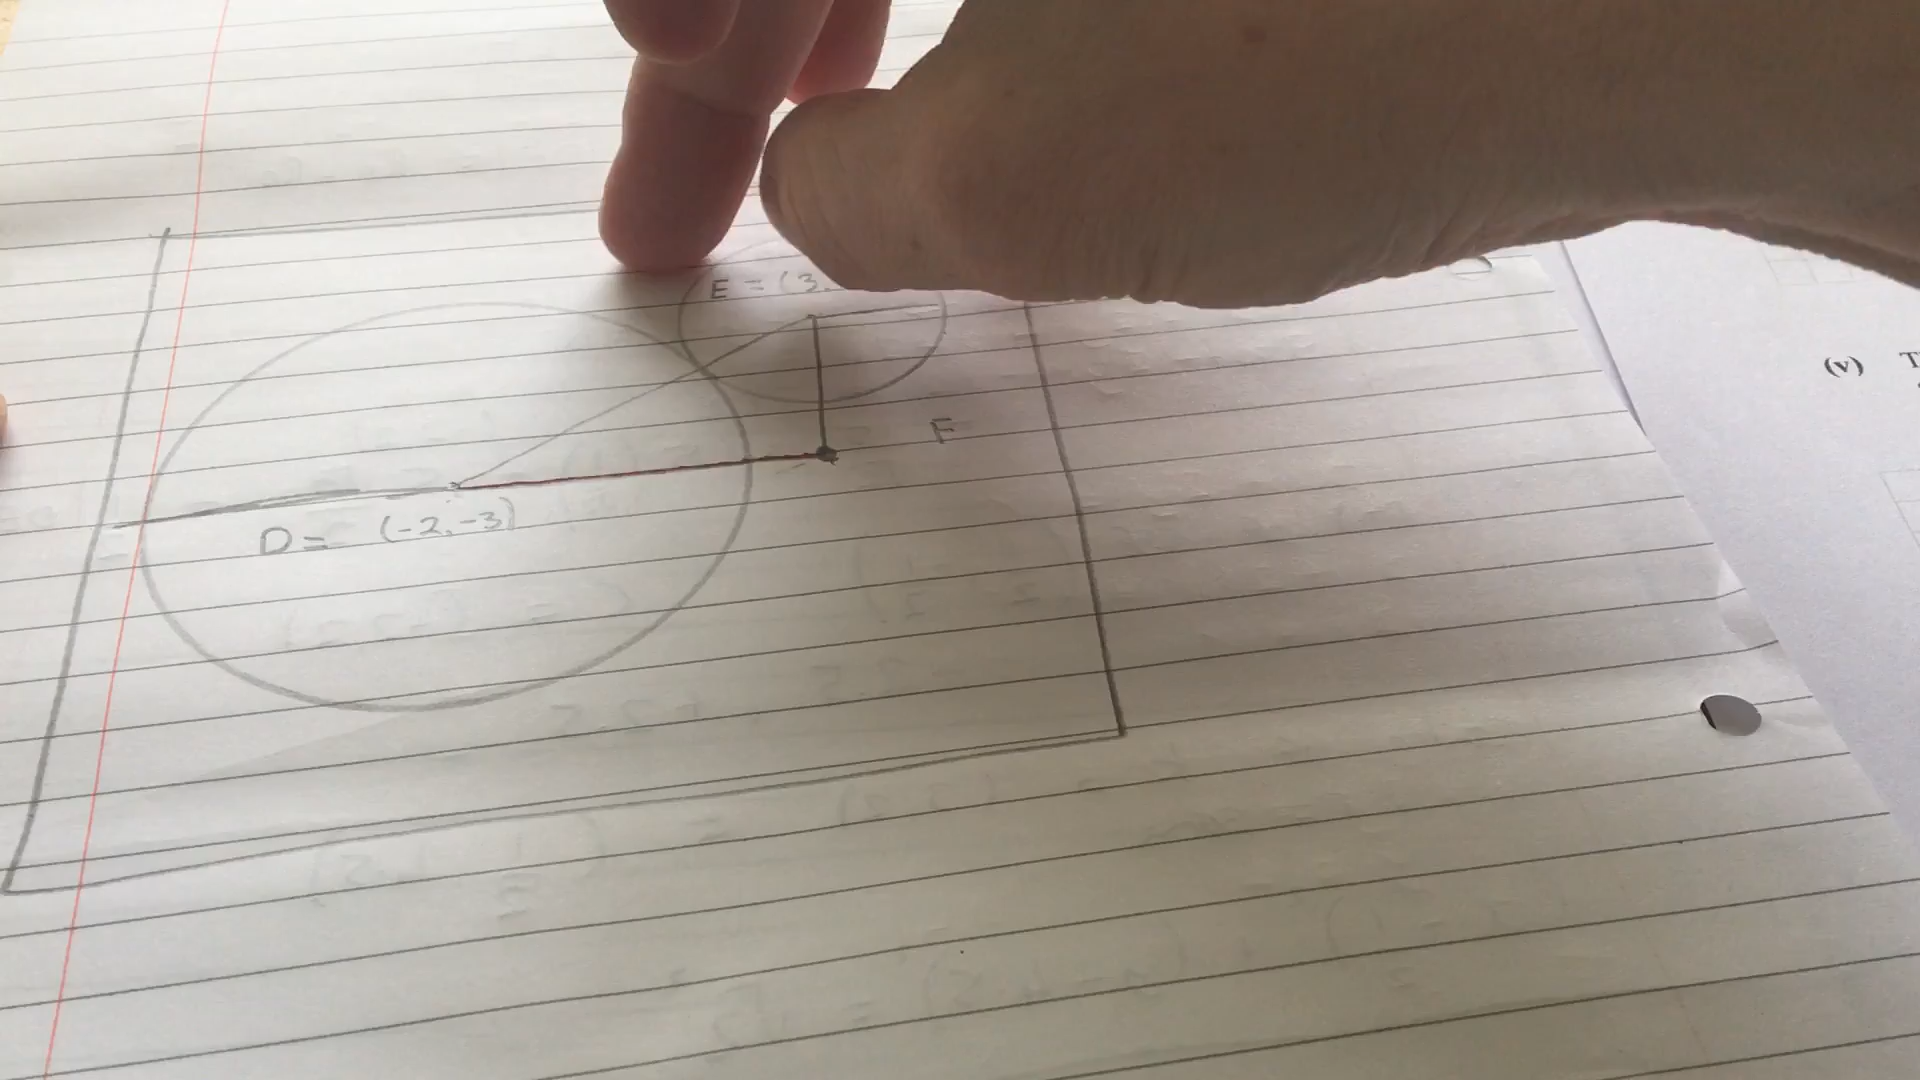 E = (3,
F
D = (-2, -3)
(v) T